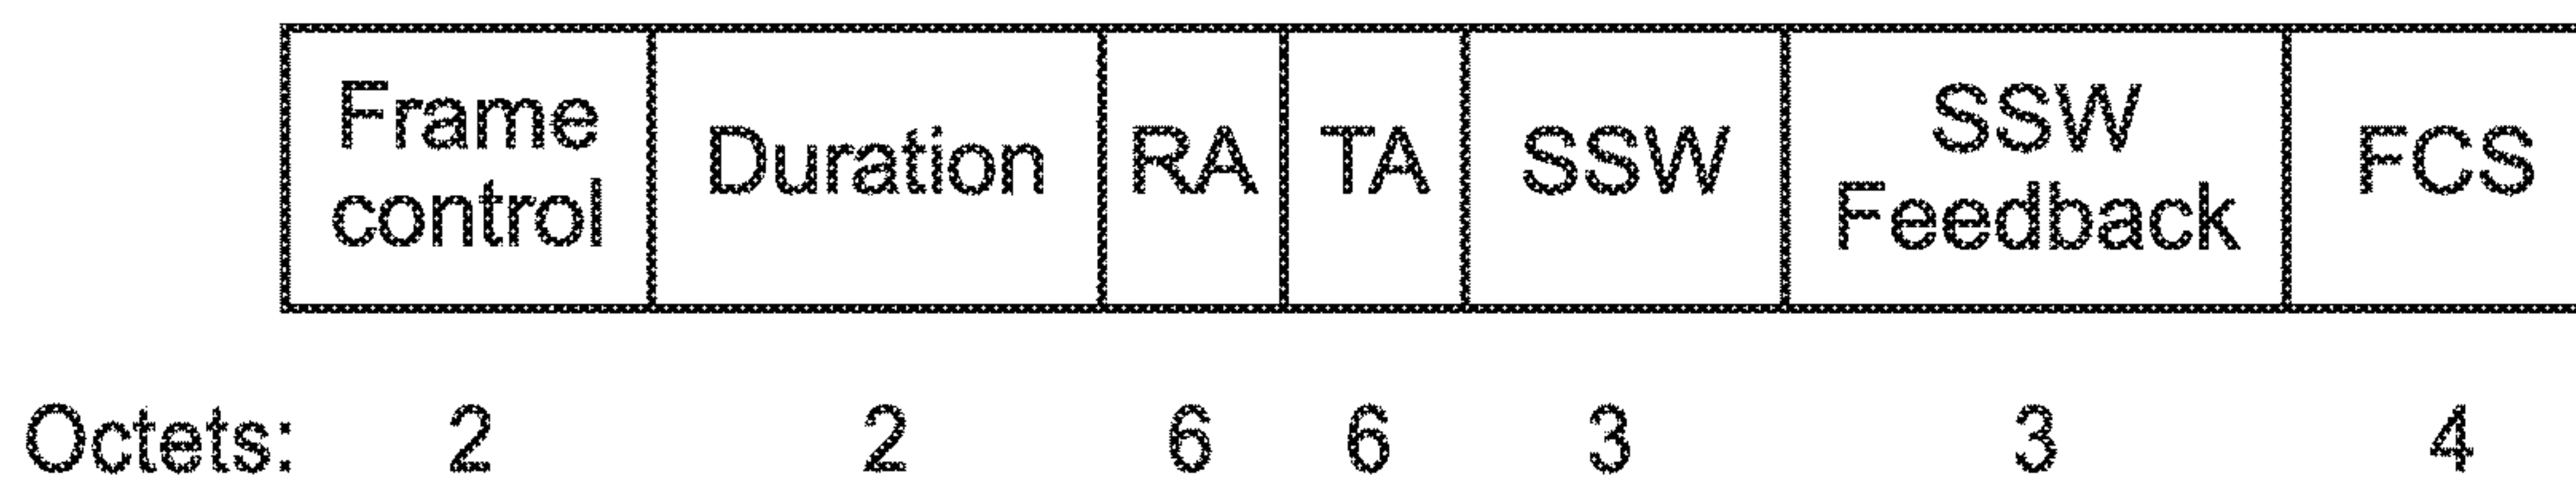 Frame control
Duration
RA
TA
SSW
SSW Feedback
FCS
Octets: 2 2 6 6 3 3 4